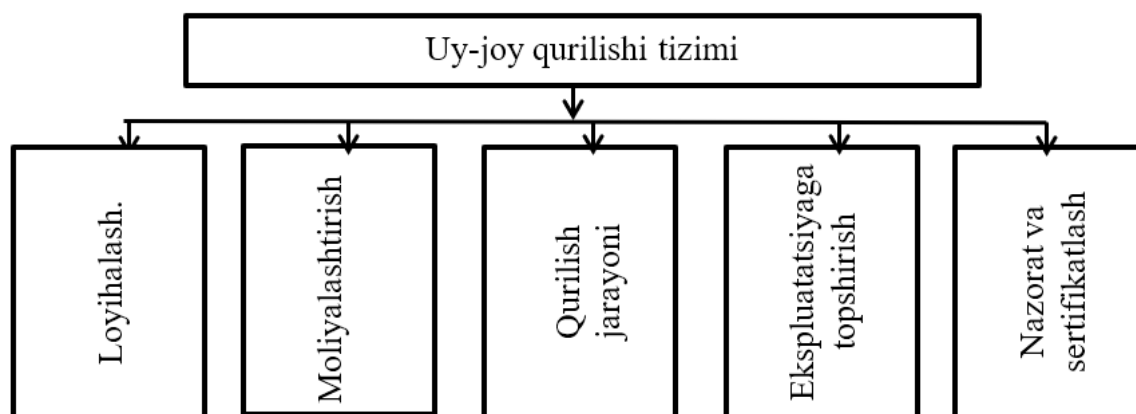 Uy-joy qurilishi tizimi
Loyihalash.
Moliyalashtirish
Qurilish
jarayoni
Ekspluatatsiyaga
topshirish
Nazorat va
sertifikatlash